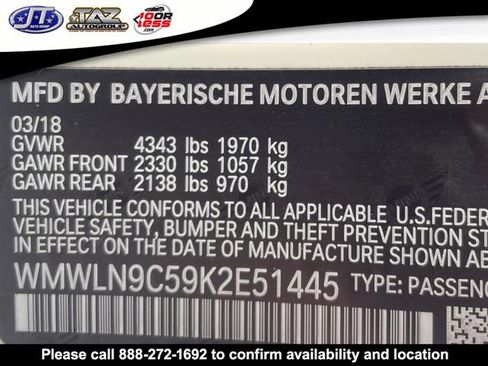 JT
AUTO GROUP
TAZ
AUTOGROUP
MFD BY BAYERISCHE MOTOREN WERKE A
03/18
GVWR 4343 lbs 1970 kg
GAWR FRONT 2330 lbs 1057 kg
GAWR REAR 2138 lbs 970 kg
THIS VEHICLE CONFORMS TO ALL APPLICABLE U.S.FEDER
VEHICLE SAFETY, BUMPER AND THEFT PREVENTION ST
IN EFFECT ON THE DATE OF MANUFACTURE SHOWN AB
WMWLN9C59K2E51445 TYPE: PASSENG
Please call 888-272-1692 to confirm availability and location